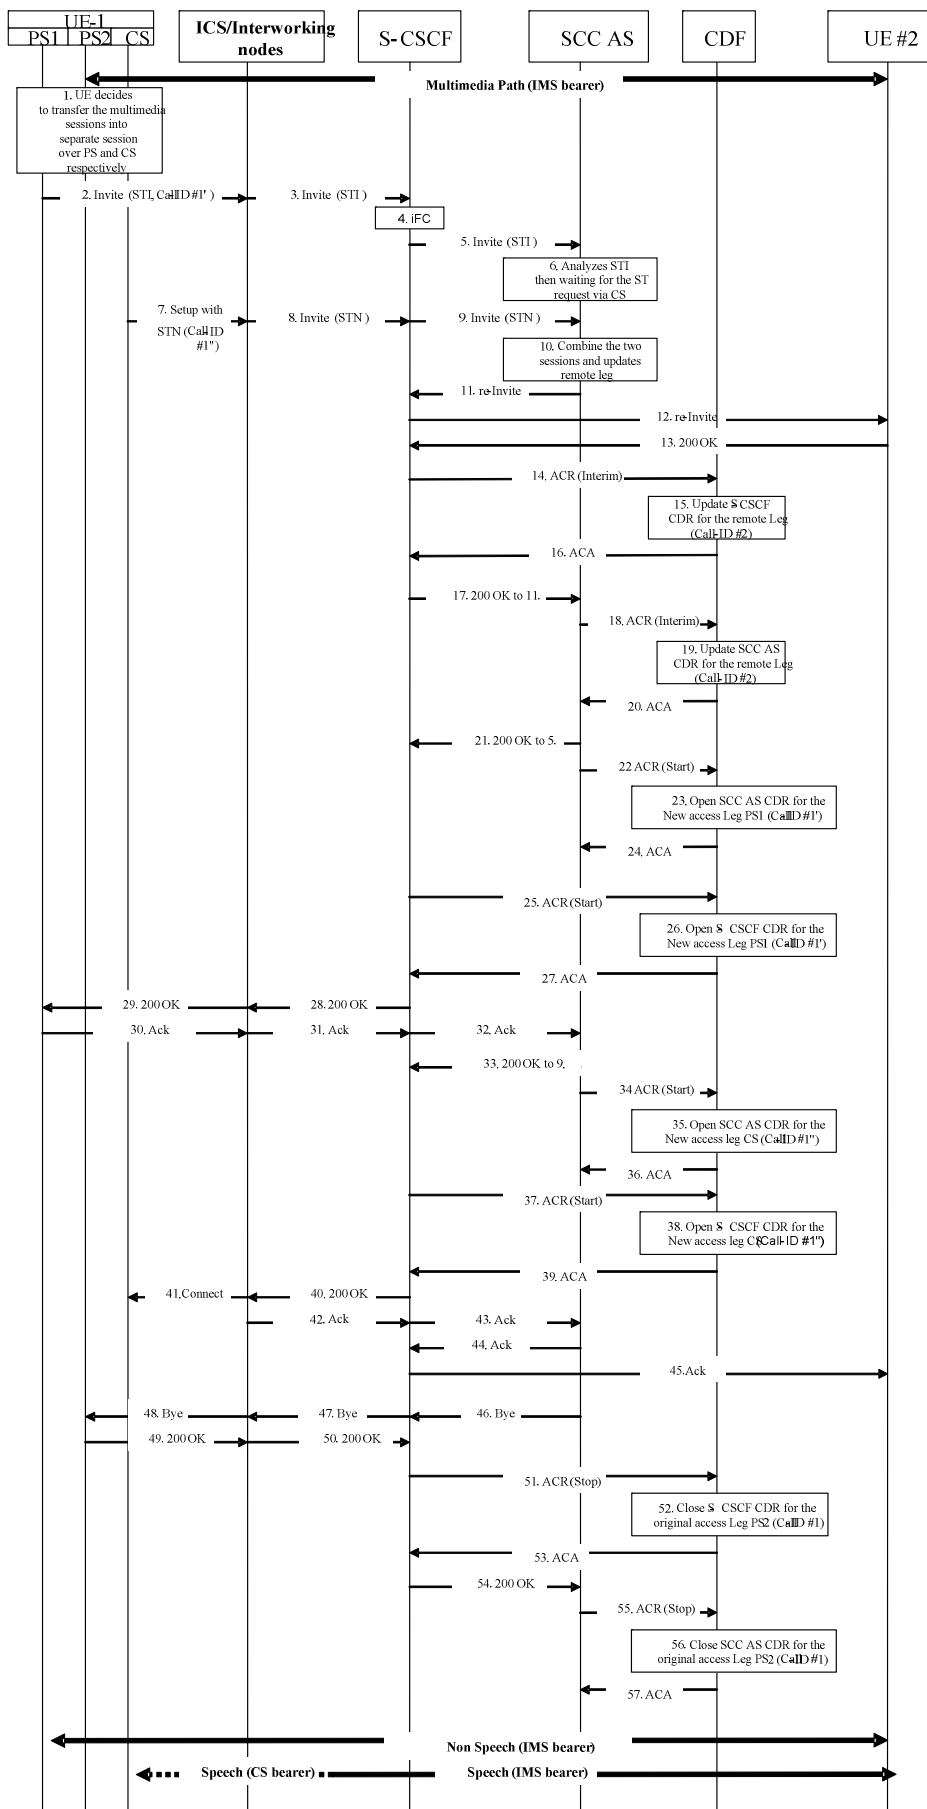 UE-1
PS1 PS2 CS
ICS/Interworking
nodes
S-CSCF
SCC AS
CDF
UE #2
Multimedia Path (IMS bearer)
1. UE decides
to transfer the multimedia
sessions into
separate session
over PS and CS
respectively
2. Invite (STI, Call-ID #1')
3. Invite (STI)
4. iFC
5. Invite (STI)
6. Analyzes STI
then waiting for the ST
request via CS
7. Setup with
STN (Call-ID
#1'')
8. Invite (STN)
9. Invite (STN)
10. Combine the two
sessions and updates
remote leg
11. re-Invite
12. re-Invite
13. 200 OK
14. ACR (Interim)
15. Update S-CSCF
CDR for the remote Leg
(Call-ID #2)
16. ACA
17. 200 OK to 11.
18. ACR (Interim)
19. Update SCC AS
CDR for the remote Leg
(Call-ID #2)
20. ACA
21. 200 OK to 5.
22 ACR (Start)
23. Open SCC AS CDR for the
New access Leg PS1 (Call-ID #1')
24. ACA
25. ACR (Start)
26. Open S-CSCF CDR for the
New access Leg PS1 (Call-ID #1')
27. ACA
28. 200 OK
29. 200 OK
30. Ack
31. Ack
32. Ack
33. 200 OK to 9.
34 ACR (Start)
35. Open SCC AS CDR for the
New access leg CS (Call-ID #1'')
36. ACA
37. ACR (Start)
38. Open S-CSCF CDR for the
New access leg CS (Call-ID #1'')
39. ACA
40. 200 OK
41. Connect
42. Ack
43. Ack
44. Ack
45. Ack
46. Bye
47. Bye
48. Bye
49. 200 OK
50. 200 OK
51. ACR (Stop)
52. Close S-CSCF CDR for the
original access Leg PS2 (Call-ID #1)
53. ACA
54. 200 OK
55. ACR (Stop)
56. Close SCC AS CDR for the
original access Leg PS2 (Call-ID #1)
57. ACA
Non Speech (IMS bearer)
Speech (CS bearer)
Speech (IMS bearer)